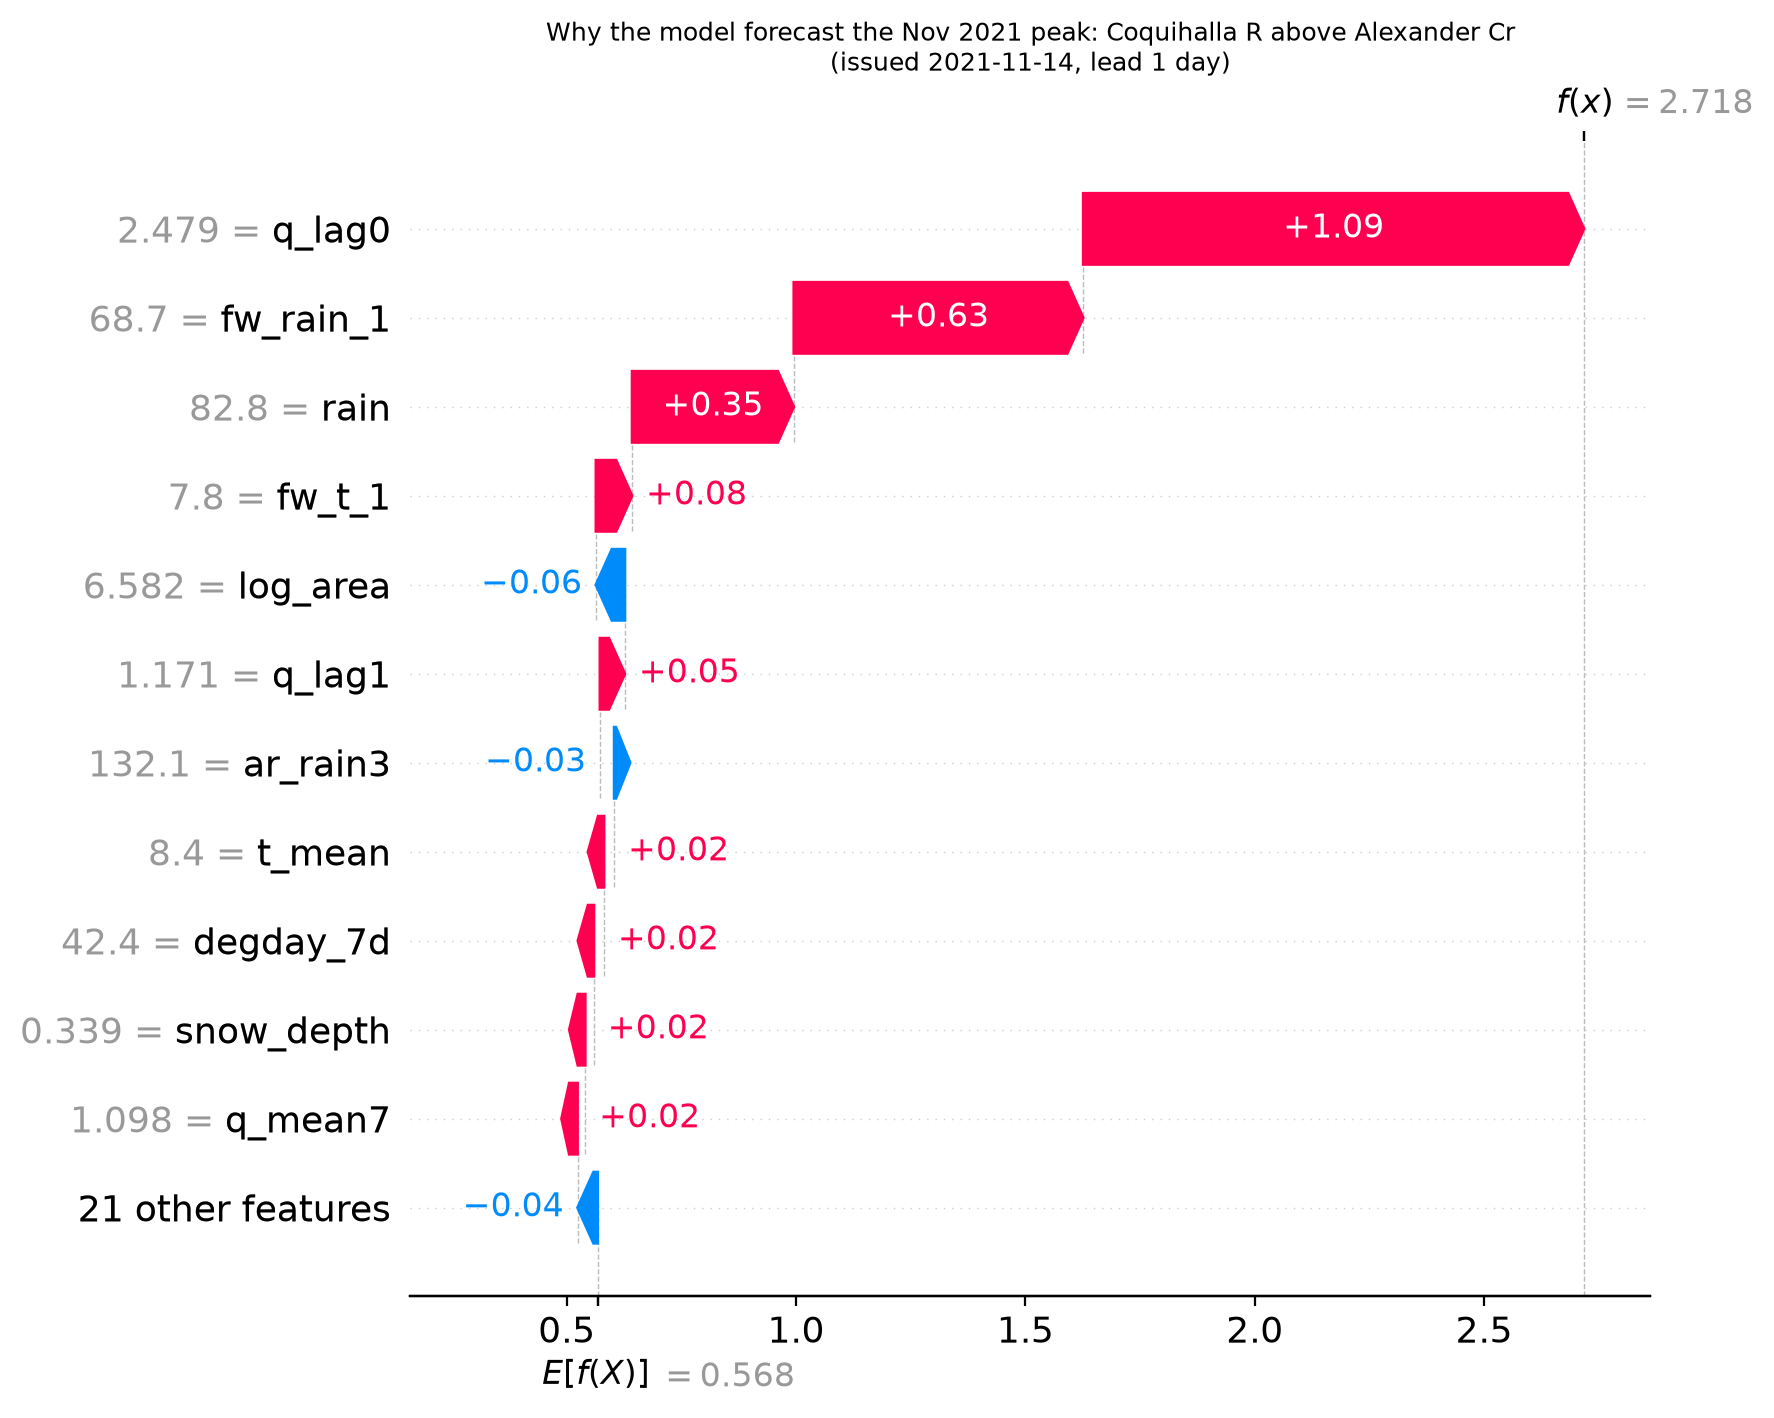 Why the model forecast the Nov 2021 peak: Coquihalla R above Alexander Cr
(issued 2021-11-14, lead 1 day)
f(x) = 2.718
2.479 = q_lag0 +1.09
68.7 = fw_rain_1 +0.63
82.8 = rain +0.35
7.8 = fw_t_1 +0.08
6.582 = log_area −0.06
1.171 = q_lag1 +0.05
132.1 = ar_rain3 −0.03
8.4 = t_mean +0.02
42.4 = degday_7d +0.02
0.339 = snow_depth +0.02
1.098 = q_mean7 +0.02
21 other features −0.04
0.5 1.0 1.5 2.0 2.5
E[f(X)] = 0.568